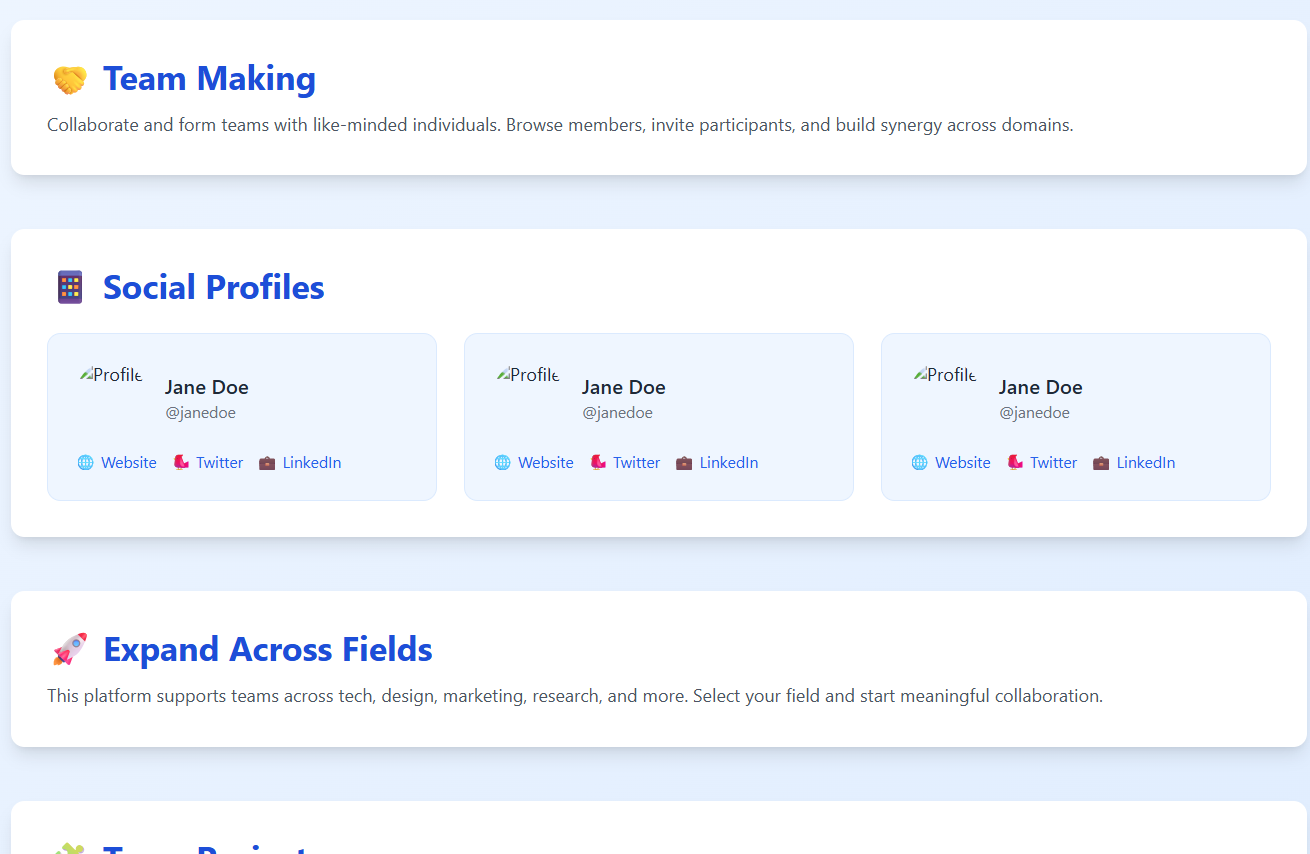 Team Making
Collaborate and form teams with like-minded individuals. Browse members, invite participants, and build synergy across domains.
Social Profiles
Profile
Jane Doe
@janedoe
Website Twitter LinkedIn
Profile
Jane Doe
@janedoe
Website Twitter LinkedIn
Profile
Jane Doe
@janedoe
Website Twitter LinkedIn
Expand Across Fields
This platform supports teams across tech, design, marketing, research, and more. Select your field and start meaningful collaboration.